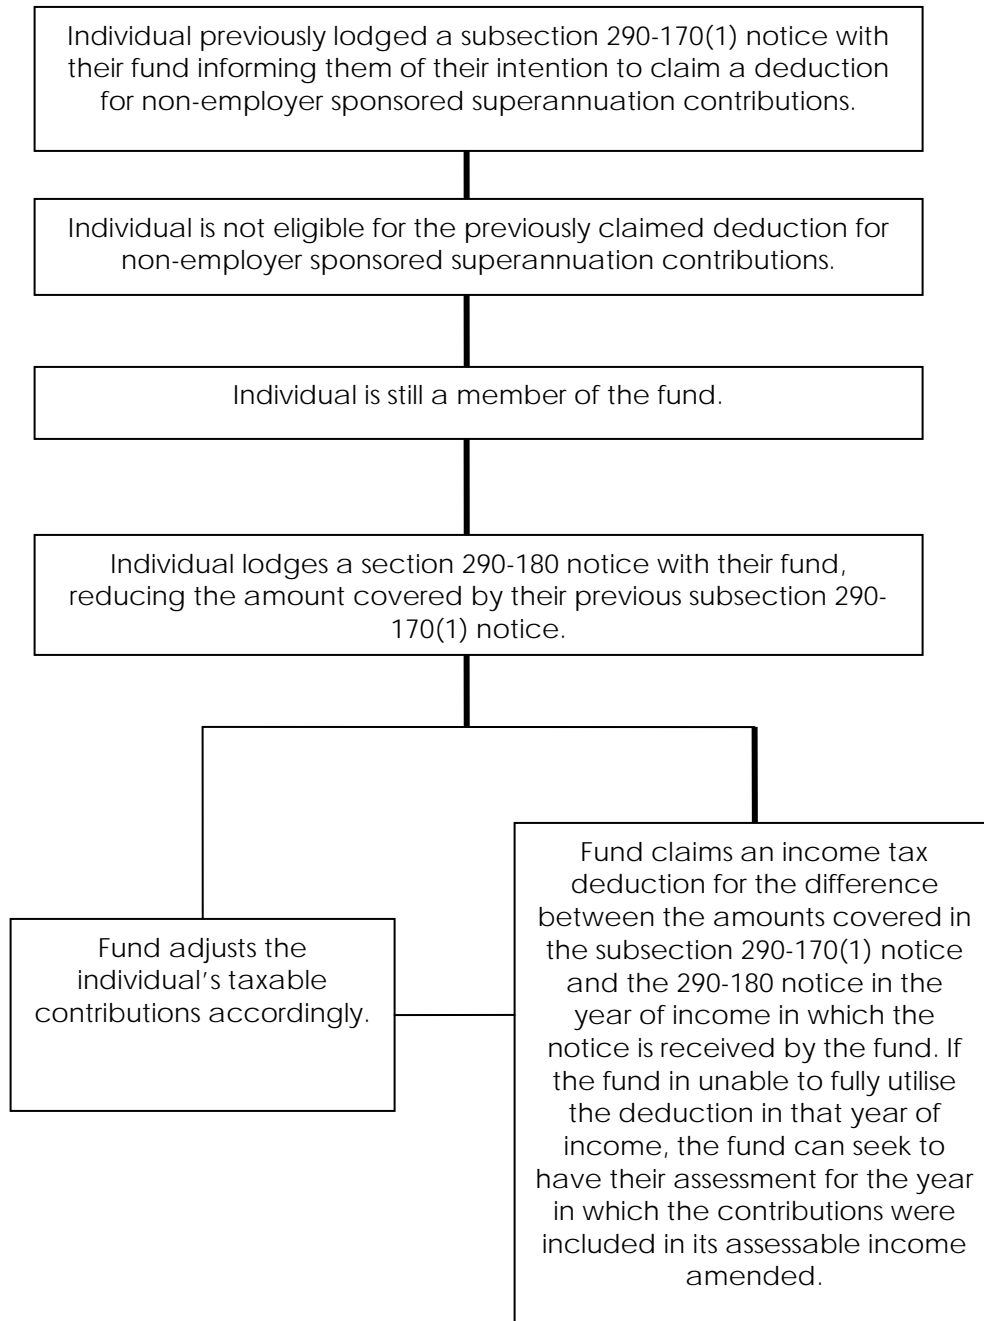 Individual previously lodged a subsection 290-170(1) notice with
their fund informing them of their intention to claim a deduction
for non-employer sponsored superannuation contributions.
Individual is not eligible for the previously claimed deduction for
non-employer sponsored superannuation contributions.
Individual is still a member of the fund.
Individual lodges a section 290-180 notice with their fund,
reducing the amount covered by their previous subsection 290-
170(1) notice.
Fund adjusts the
individual's taxable
contributions accordingly.
Fund claims an income tax
deduction for the difference
between the amounts covered in
the subsection 290-170(1) notice
and the 290-180 notice in the
year of income in which the
notice is received by the fund. If
the fund in unable to fully utilise
the deduction in that year of
income, the fund can seek to
have their assessment for the year
in which the contributions were
included in its assessable income
amended.